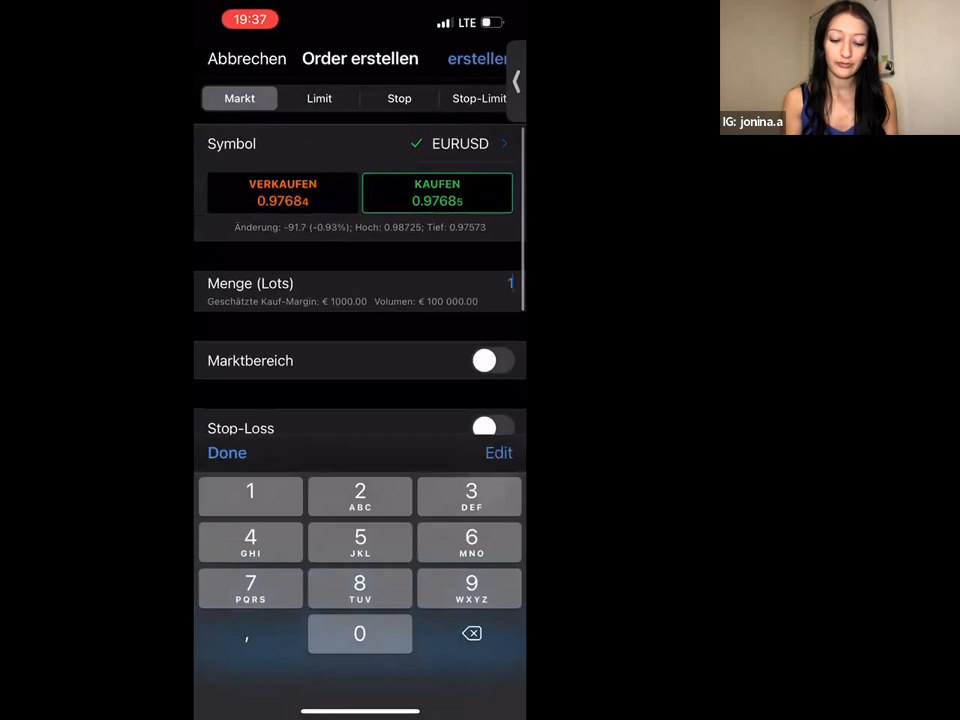 19:37
LTE
Abbrechen Order erstellen
Markt Limit Stop Stop-Limit
Symbol EURUSD
VERKAUFEN
0.97684
KAUFEN
0.97685
Änderung: -91.7 (-0.93%); Hoch: 0.98725; Tief: 0.97573
Menge (Lots) 1
Geschätzte Kauf-Margin: € 1000.00 Volumen: € 100 000.00
Marktbereich
Stop-Loss
Done Edit
1
2
ABC
3
DEF
4
GHI
5
JKL
6
MNO
7
PQRS
8
TUV
9
WXYZ
,
0
IG: jonina.a